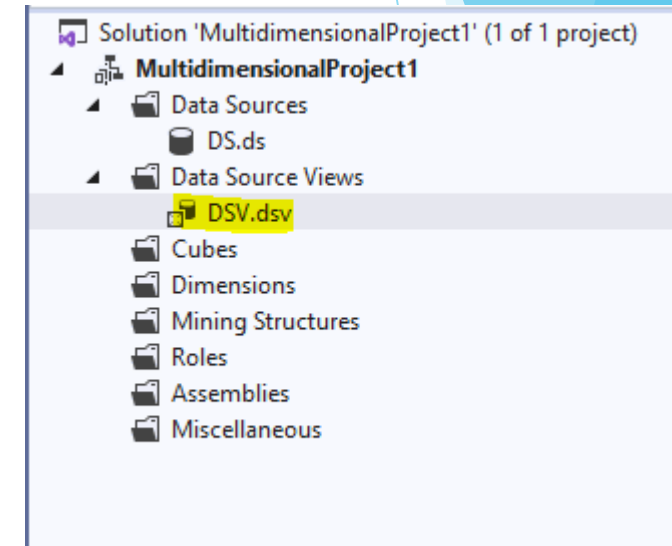 Solution 'MultidimensionalProject1' (1 of 1 project)
MultidimensionalProject1
Data Sources
DS.ds
Data Source Views
DSV.dsv
Cubes
Dimensions
Mining Structures
Roles
Assemblies
Miscellaneous